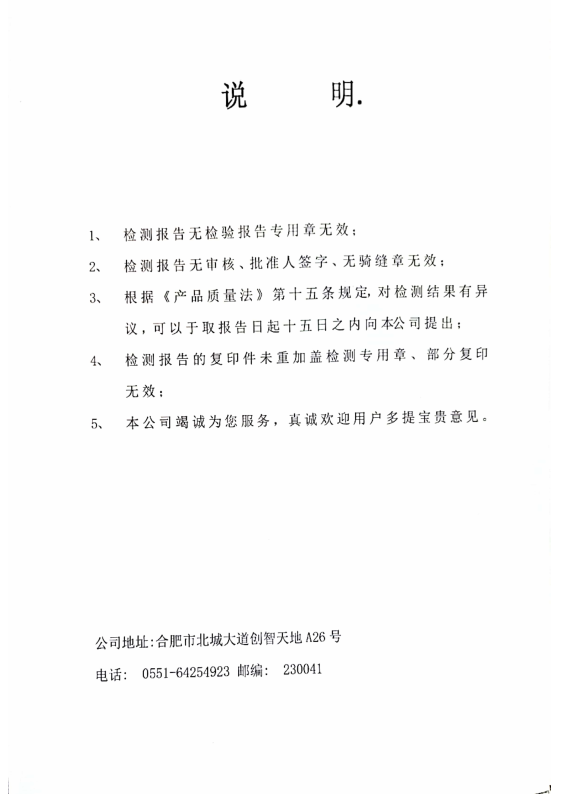 说 明.
1、 检测报告无检验报告专用章无效；
2、 检测报告无审核、批准人签字、无骑缝章无效；
3、 根据《产品质量法》第十五条规定，对检测结果有异
议，可以于取报告日起十五日之内向本公司提出；
4、 检测报告的复印件未重加盖检测专用章、部分复印
无效；
5、 本公司竭诚为您服务，真诚欢迎用户多提宝贵意见。
公司地址:合肥市北城大道创智天地 A26 号
电话： 0551-64254923 邮编： 230041